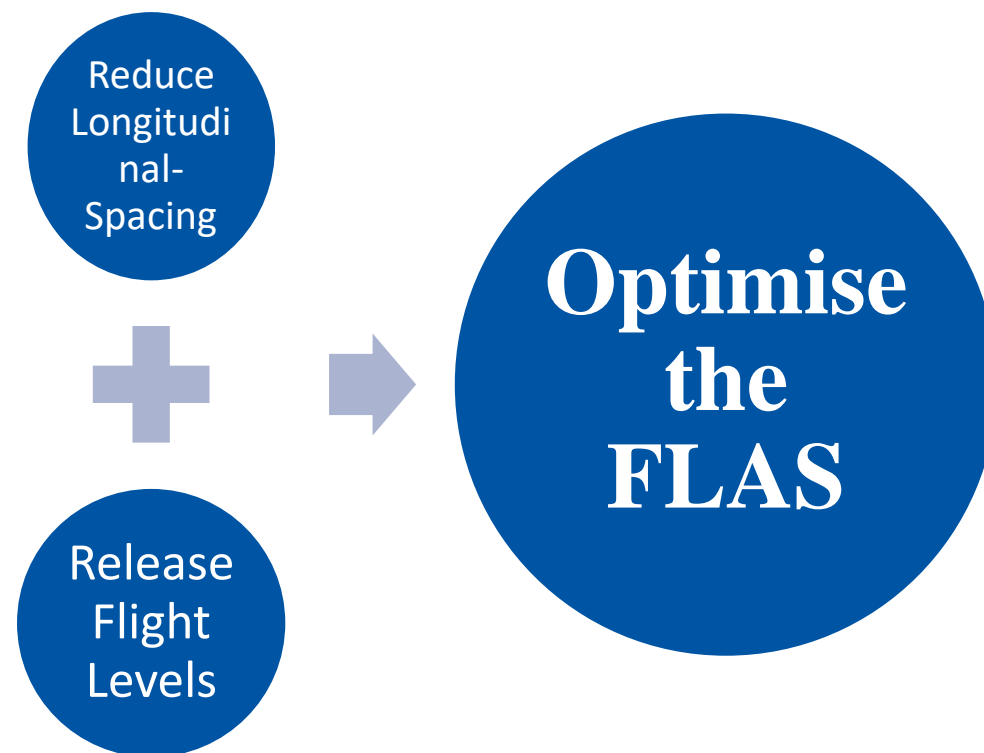 Reduce
Longitudi
nal-
Spacing
Release
Flight
Levels
Optimise
the
FLAS